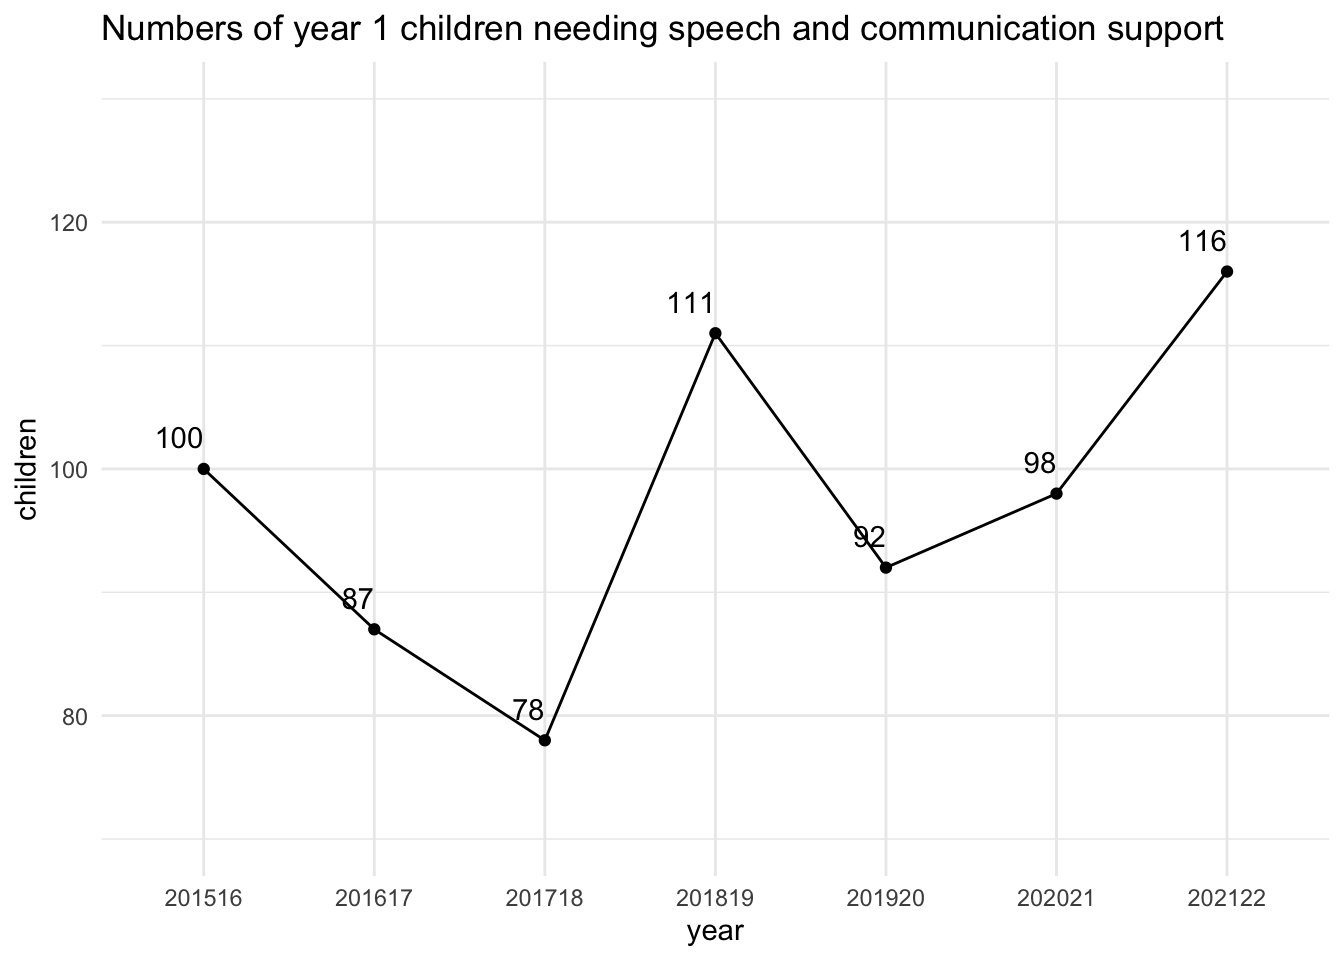 Numbers of year 1 children needing speech and communication support
120
116
111
children
100
100
98
92
87
80
78
201516 201617 201718 201819 201920 202021 202122
year